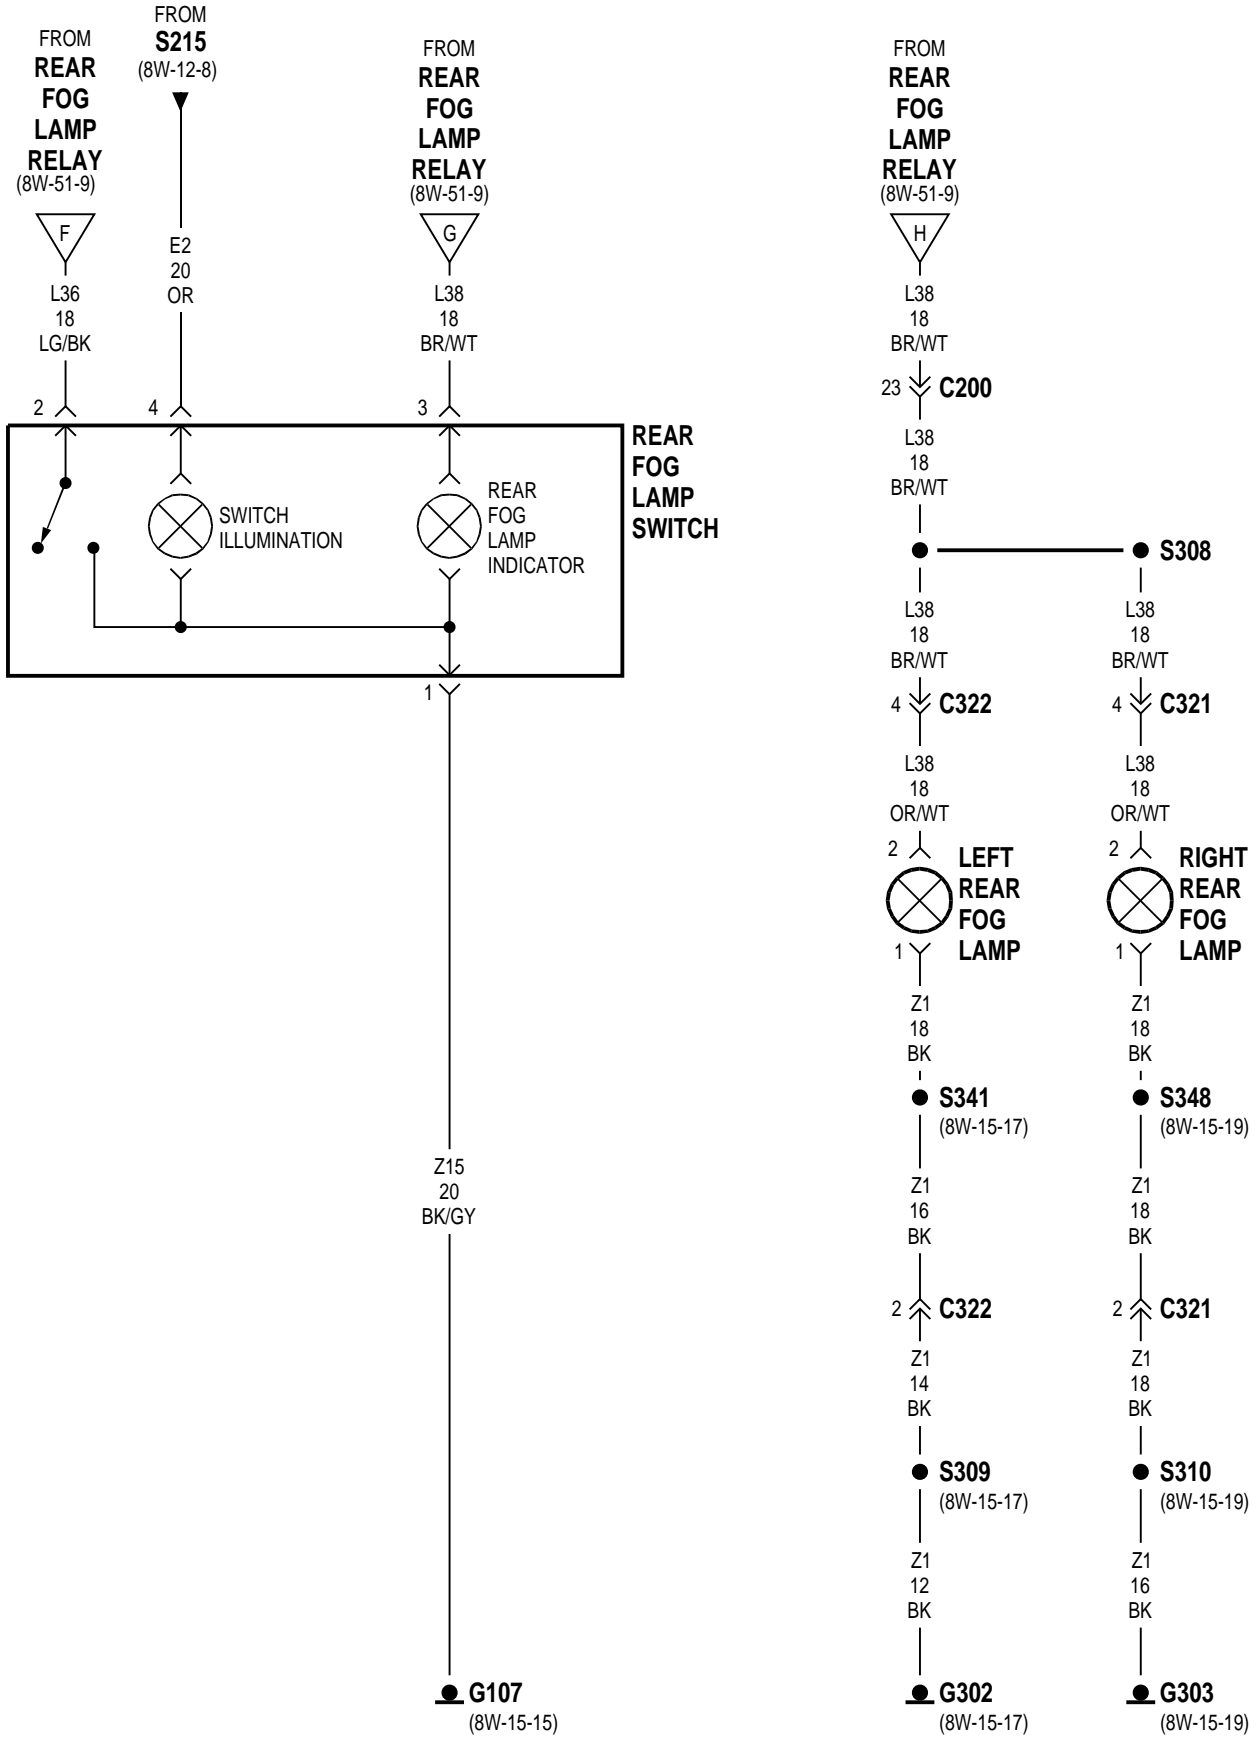 FROM
REAR
FOG
LAMP
RELAY
(8W-51-9)
F
L36
18
LG/BK
2
FROM
S215
(8W-12-8)
E2
20
OR
4
FROM
REAR
FOG
LAMP
RELAY
(8W-51-9)
G
L38
18
BR/WT
3
SWITCH
ILLUMINATION
REAR
FOG
LAMP
INDICATOR
REAR
FOG
LAMP
SWITCH
1
Z15
20
BK/GY
G107
(8W-15-15)
FROM
REAR
FOG
LAMP
RELAY
(8W-51-9)
H
L38
18
BR/WT
23 C200
L38
18
BR/WT
S308
L38
18
BR/WT
4 C322
L38
18
OR/WT
2
LEFT
REAR
FOG
LAMP
1
Z1
18
BK
S341
(8W-15-17)
Z1
16
BK
2 C322
Z1
14
BK
S309
(8W-15-17)
Z1
12
BK
G302
(8W-15-17)
L38
18
BR/WT
4 C321
L38
18
OR/WT
2
RIGHT
REAR
FOG
LAMP
1
Z1
18
BK
S348
(8W-15-19)
Z1
18
BK
2 C321
Z1
18
BK
S310
(8W-15-19)
Z1
16
BK
G303
(8W-15-19)